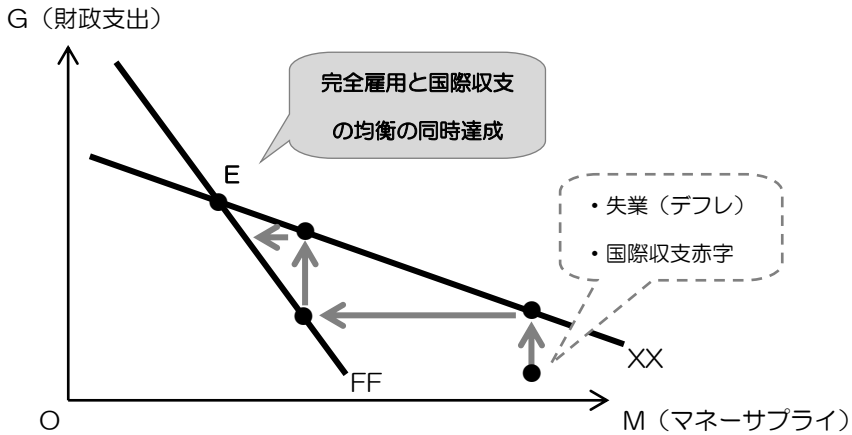 G（財政支出）
完全雇用と国際収支
の均衡の同時達成
E
・失業（デフレ）
・国際収支赤字
XX
FF
O
M（マネーサプライ）